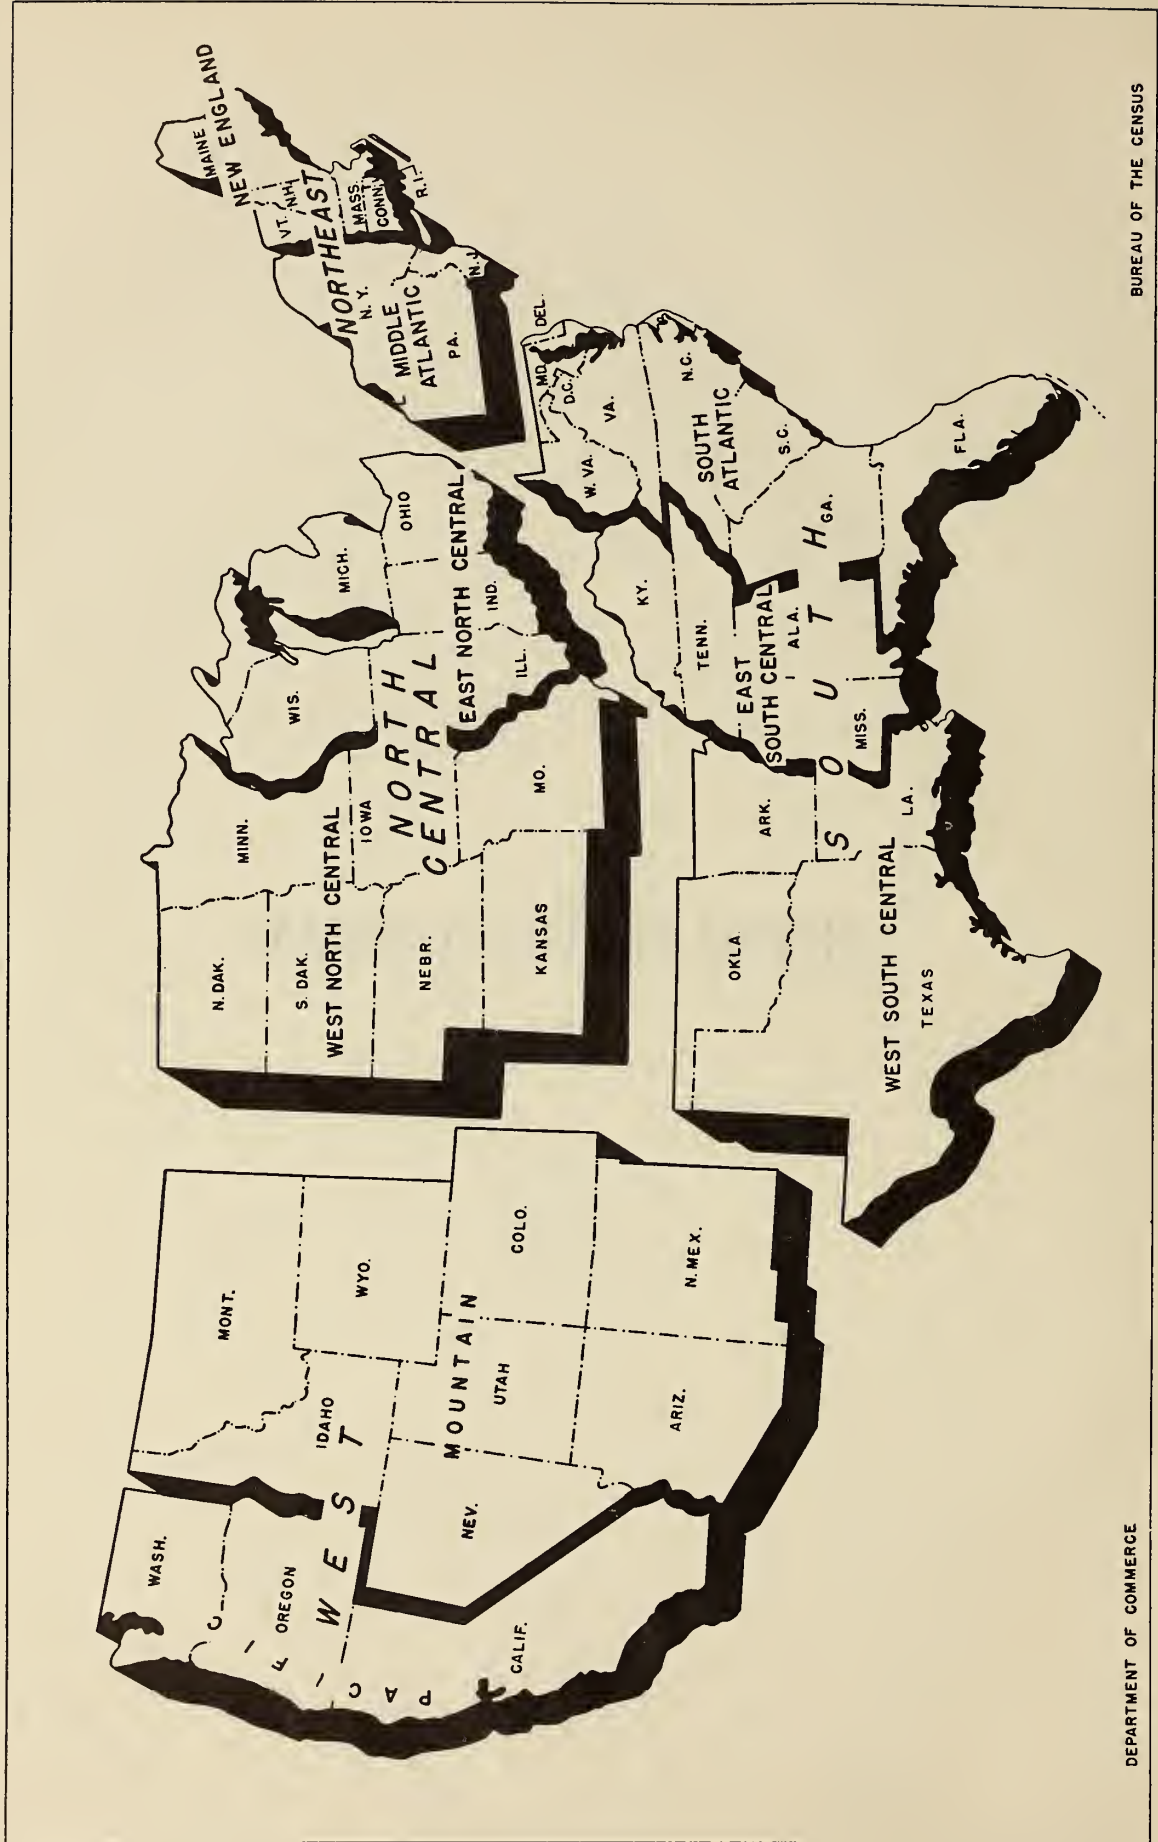 WEST
PACIFIC
WASH.
OREGON
CALIF.
MOUNTAIN
MONT.
IDAHO
WYO.
NEV.
UTAH
COLO.
ARIZ.
N. MEX.
NORTH
CENTRAL
WEST NORTH CENTRAL
N. DAK.
S. DAK.
NEBR.
KANSAS
MINN.
IOWA
MO.
EAST NORTH CENTRAL
WIS.
MICH.
ILL.
IND.
OHIO
NORTHEAST
NEW ENGLAND
MAINE
VT.
N.H.
MASS.
CONN.
R.I.
MIDDLE
ATLANTIC
N. Y.
PA.
N.J.
SOUTH
WEST SOUTH CENTRAL
OKLA.
ARK.
TEXAS
LA.
EAST
SOUTH CENTRAL
KY.
TENN.
MISS.
ALA.
SOUTH
ATLANTIC
DEL.
MD.
D.C.
W. VA.
VA.
N.C.
S.C.
GA.
FLA.
DEPARTMENT OF COMMERCE
BUREAU OF THE CENSUS